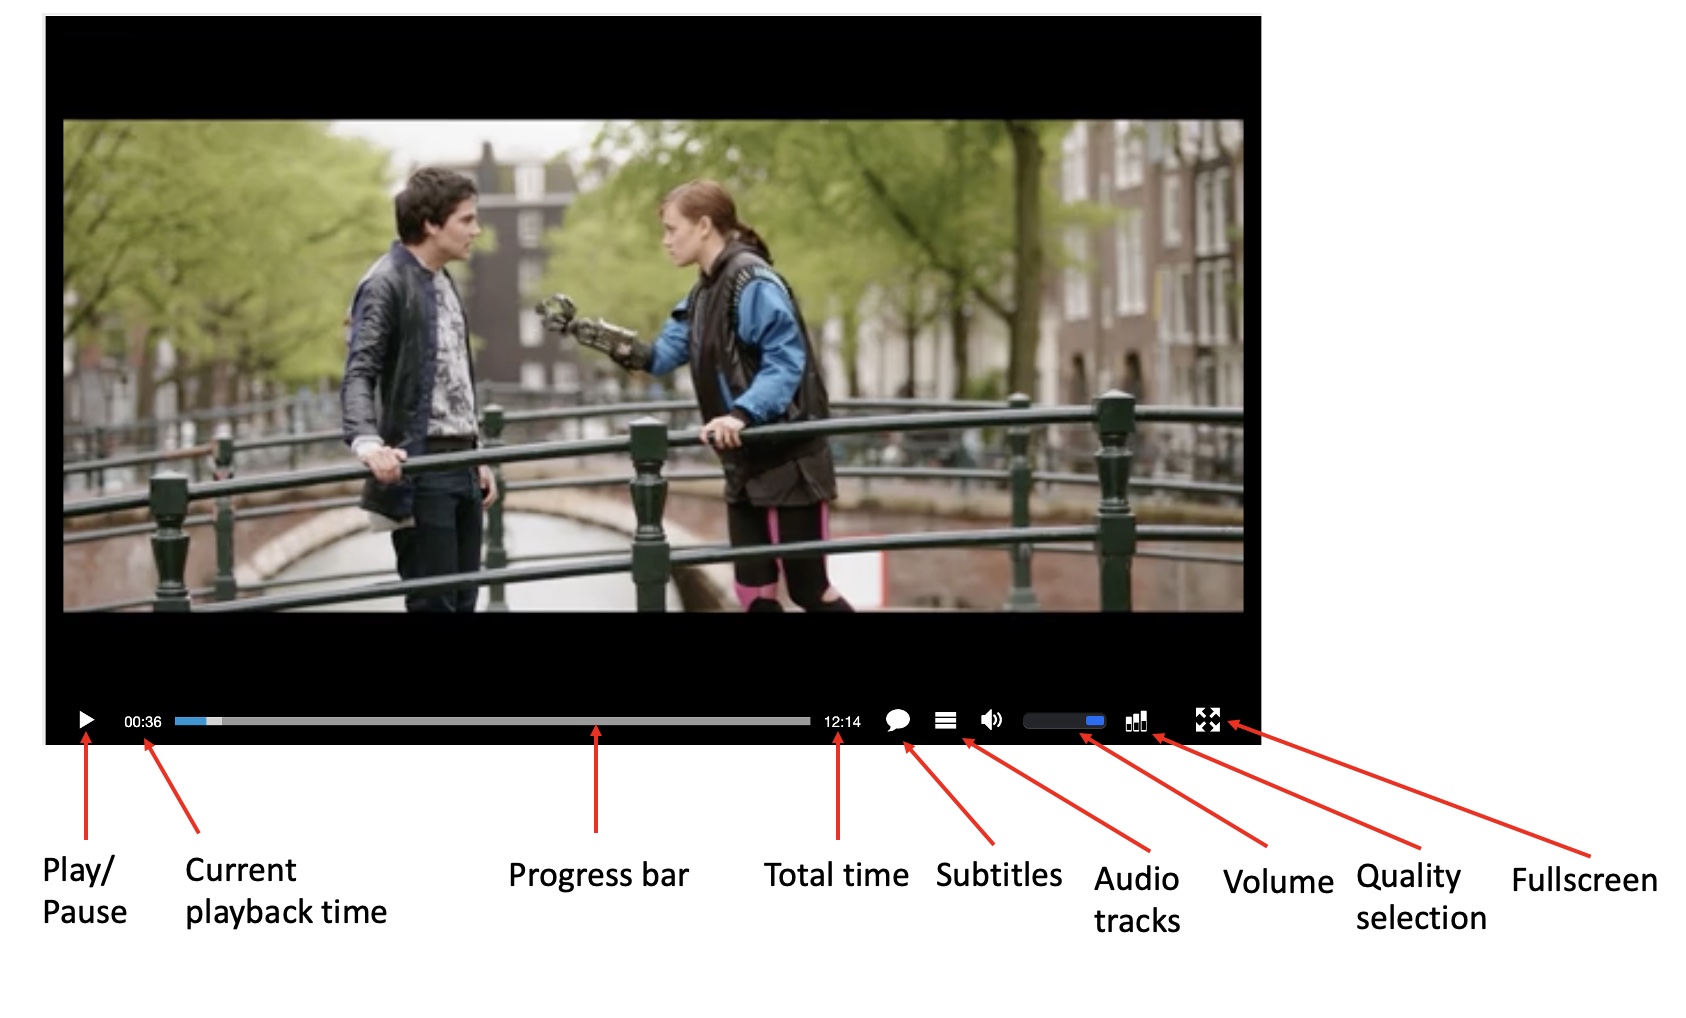 00:36
12:14
Play/
Pause
Current
playback time
Progress bar
Total time
Subtitles
Audio
tracks
Volume
Quality
selection
Fullscreen